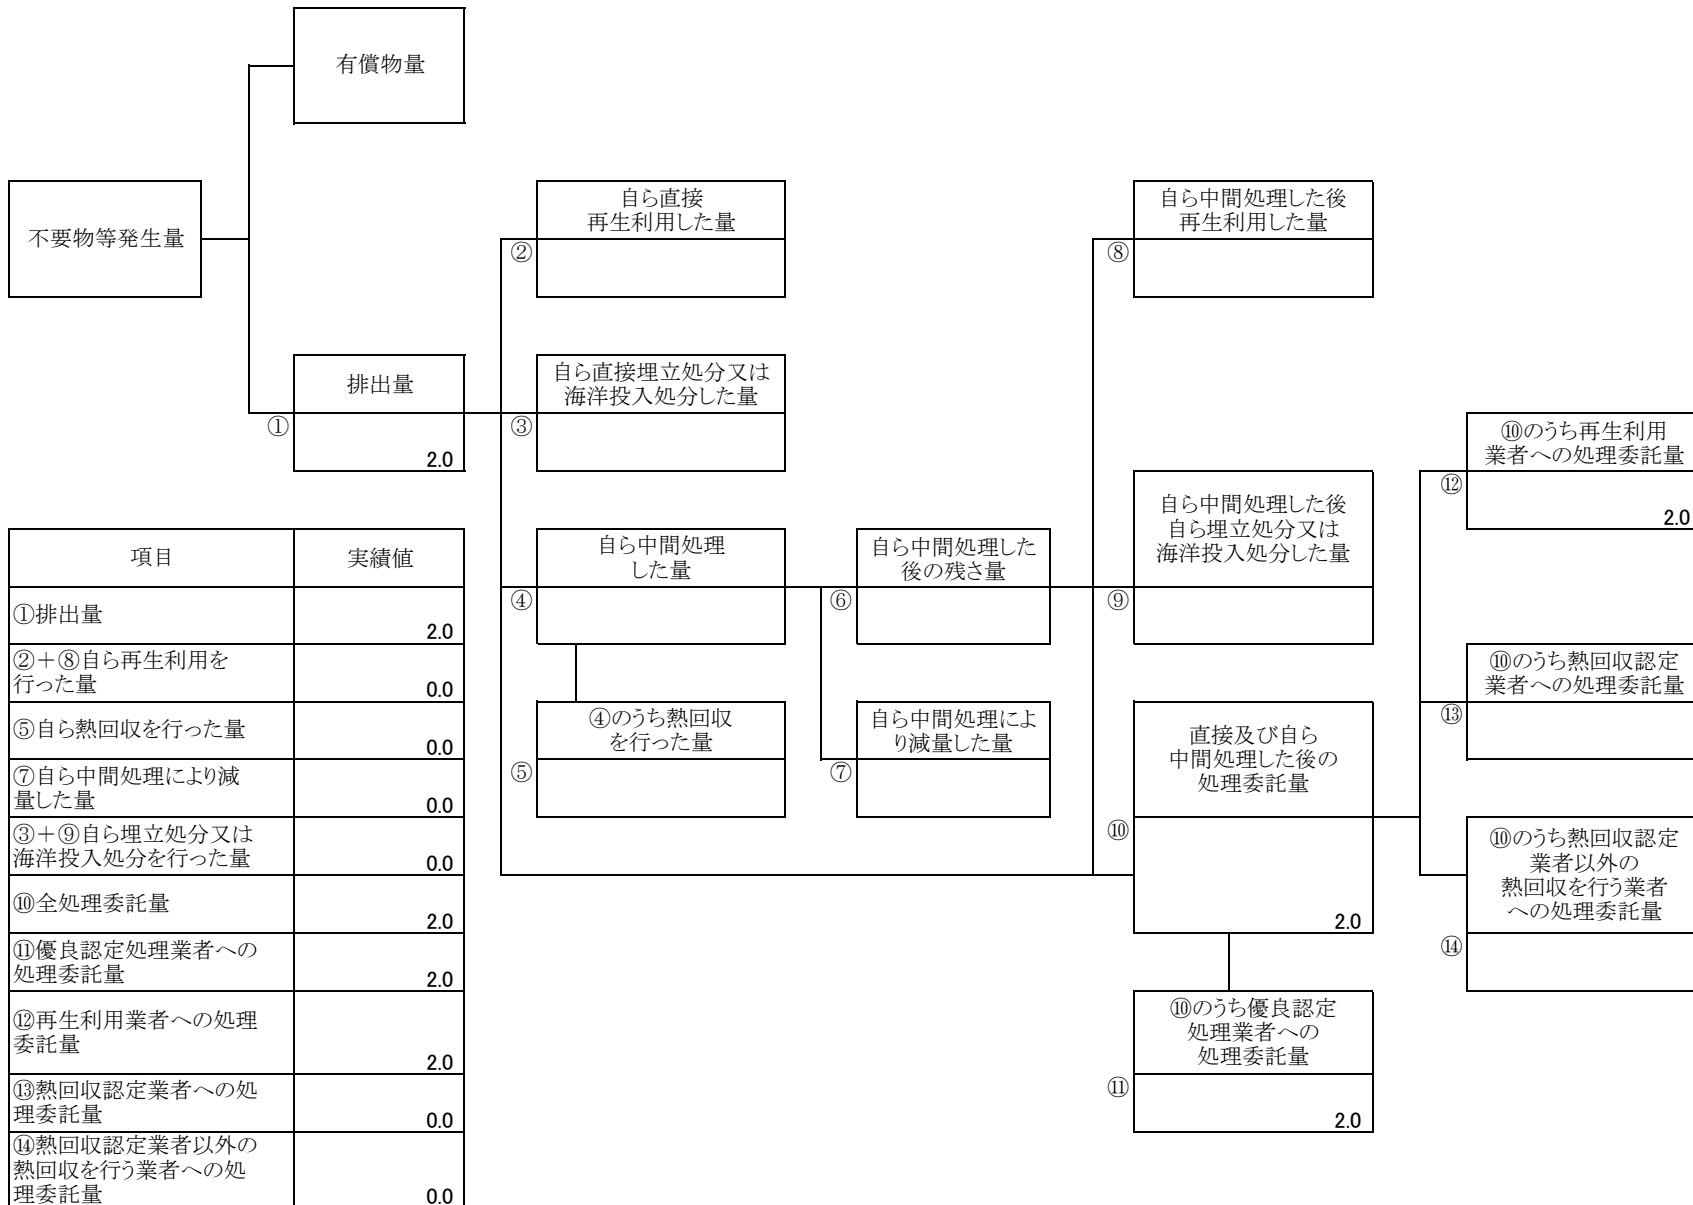 有償物量
不要物等発生量
自ら直接
再生利用した量
②
自ら中間処理した後
再生利用した量
⑧
排出量
①
2.0
自ら直接埋立処分又は
海洋投入処分した量
③
⑩のうち再生利用
業者への処理委託量
⑫
2.0
自ら中間処理
した量
④
自ら中間処理した
後の残さ量
⑥
自ら中間処理した後
自ら埋立処分又は
海洋投入処分した量
⑨
④のうち熱回収
を行った量
⑤
自ら中間処理によ
り減量した量
⑦
直接及び自ら
中間処理した後の
処理委託量
⑩
2.0
⑩のうち熱回収認定
業者への処理委託量
⑬
⑩のうち熱回収認定
業者以外の
熱回収を行う業者
への処理委託量
⑭
⑩のうち優良認定
処理業者への
処理委託量
⑪
2.0
項目 実績値
①排出量
2.0
②+⑧自ら再生利用を
行った量
0.0
⑤自ら熱回収を行った量
0.0
⑦自ら中間処理により減
量した量
0.0
③+⑨自ら埋立処分又は
海洋投入処分を行った量
0.0
⑩全処理委託量
2.0
⑪優良認定処理業者への
処理委託量
2.0
⑫再生利用業者への処理
委託量
2.0
⑬熱回収認定業者への処
理委託量
0.0
⑭熱回収認定業者以外の
熱回収を行う業者への処
理委託量
0.0